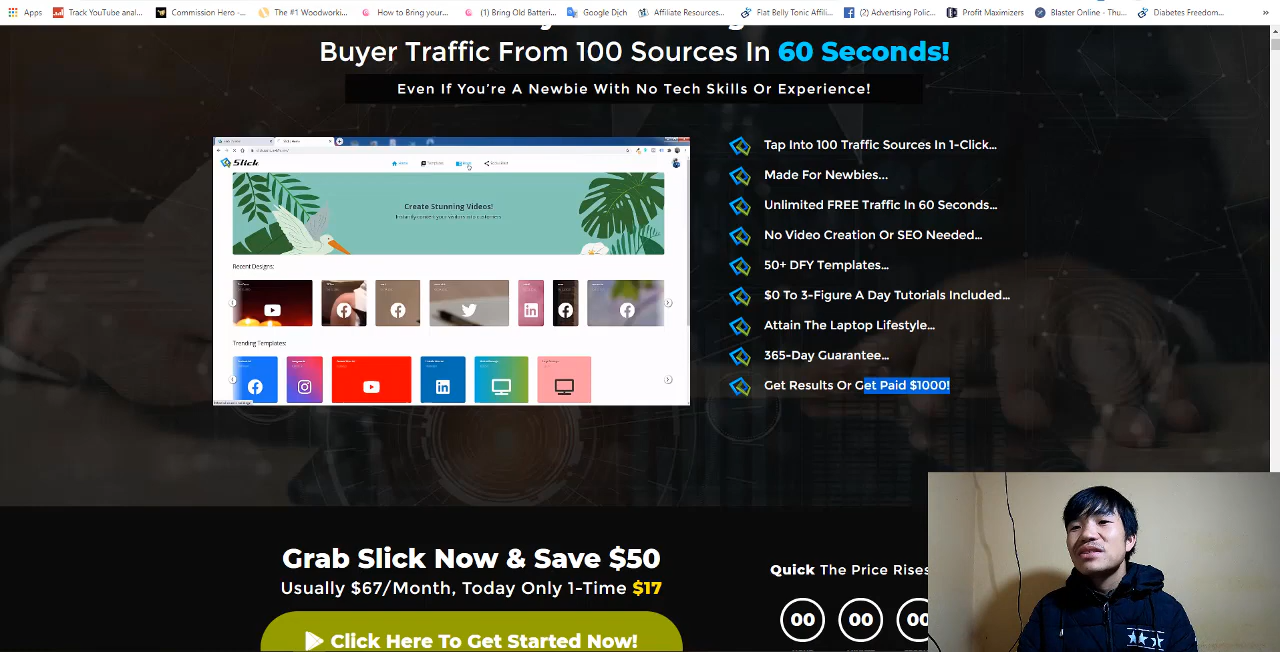 Apps
Track YouTube anal...
Commission Hero -...
The #1 Woodworki...
How to Bring your...
(1) Bring Old Batteri...
Google Dịch
Affiliate Resources...
Flat Belly Tonic Affili...
(2) Advertising Polic...
Profit Maximizers
Blaster Online - Thu...
Diabetes Freedom...
»
Buyer Traffic From 100 Sources In 60 Seconds!
Even If You're A Newbie With No Tech Skills Or Experience!
Slick
Create Stunning Videos!
Recent Designs:
Trending Templates:
Tap Into 100 Traffic Sources In 1-Click...
Made For Newbies...
Unlimited FREE Traffic In 60 Seconds...
No Video Creation Or SEO Needed...
50+ DFY Templates...
$0 To 3-Figure A Day Tutorials Included...
Attain The Laptop Lifestyle...
365-Day Guarantee...
Get Results Or Get Paid $1000!
Grab Slick Now & Save $50
Usually $67/Month, Today Only 1-Time $17
Click Here To Get Started Now!
Quick The Price Rises
00 00 00